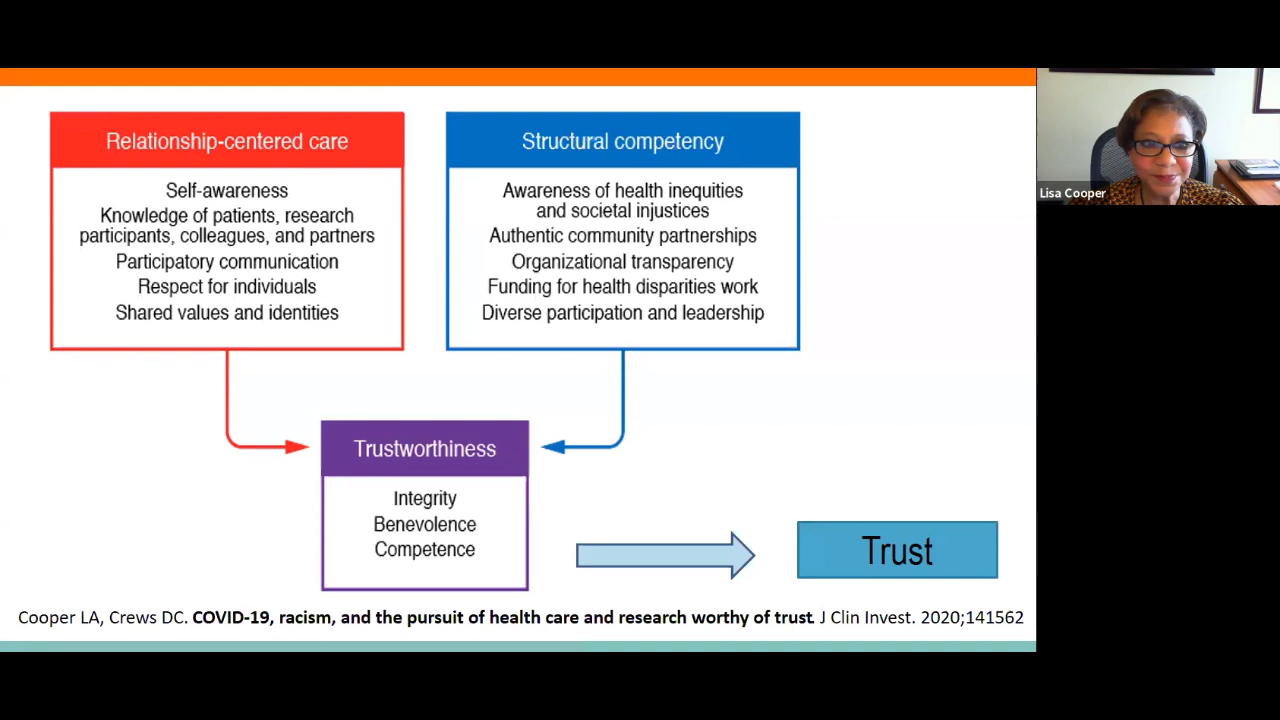 Relationship-centered care
Self-awareness
Knowledge of patients, research
participants, colleagues, and partners
Participatory communication
Respect for individuals
Shared values and identities
Structural competency
Awareness of health inequities
and societal injustices
Authentic community partnerships
Organizational transparency
Funding for health disparities work
Diverse participation and leadership
Trustworthiness
Integrity
Benevolence
Competence
Trust
Cooper LA, Crews DC. COVID-19, racism, and the pursuit of health care and research worthy of trust. J Clin Invest. 2020;141562
Lisa Cooper